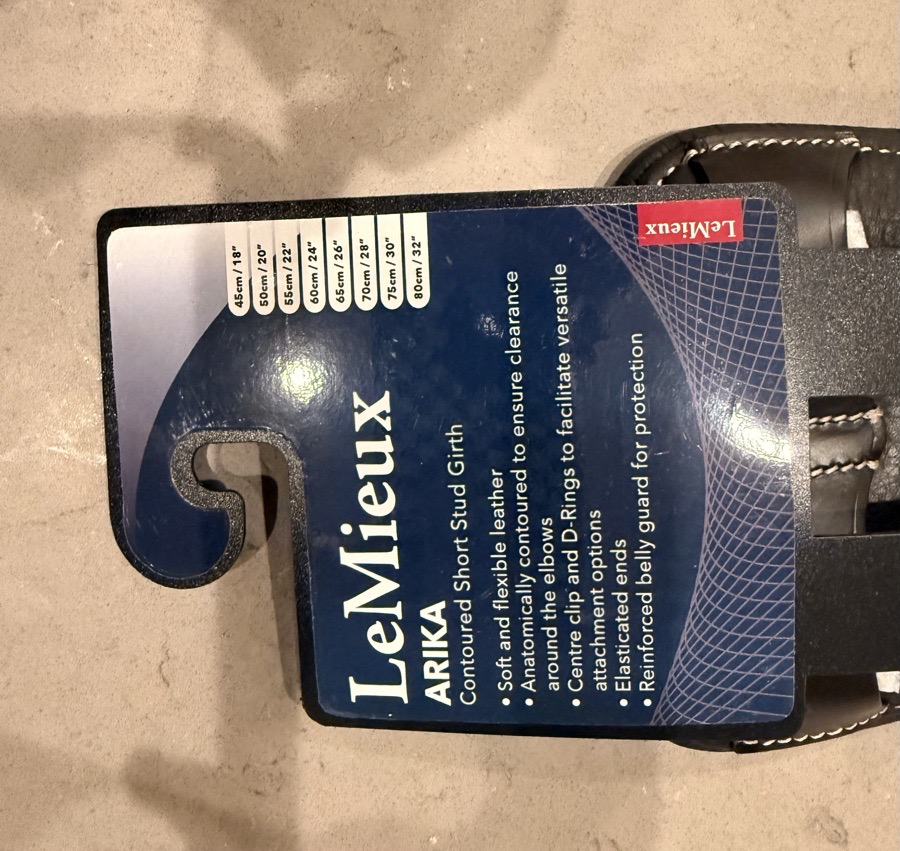 45cm / 18"
50cm / 20"
55cm / 22"
60cm / 24"
65cm / 26"
70cm / 28"
75cm / 30"
80cm / 32"
LeMieux
ARIKA
Contoured Short Stud Girth
• Soft and flexible leather
• Anatomically contoured to ensure clearance
around the elbows
• Centre clip and D-Rings to facilitate versatile
attachment options
• Elasticated ends
• Reinforced belly guard for protection
LeMieux